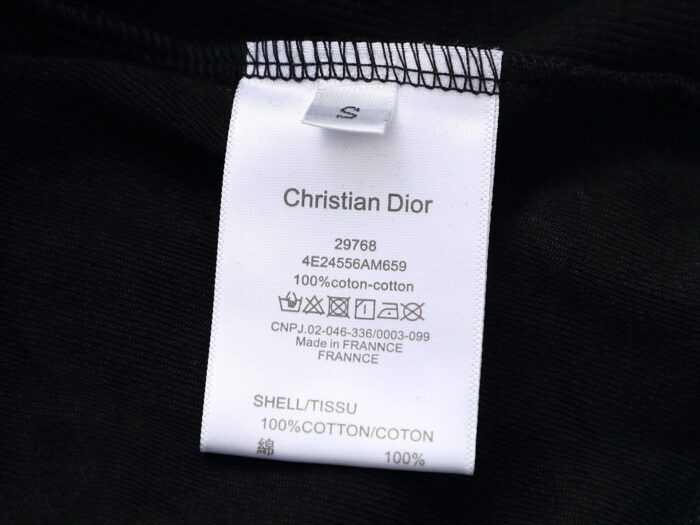 S
Christian Dior
29768
4E24556AM659
100%coton-cotton
CNPJ.02-046-336/0003-099
Made in FRANNCE
FRANNCE
SHELL/TISSU
100%COTTON/COTON
綿 100%